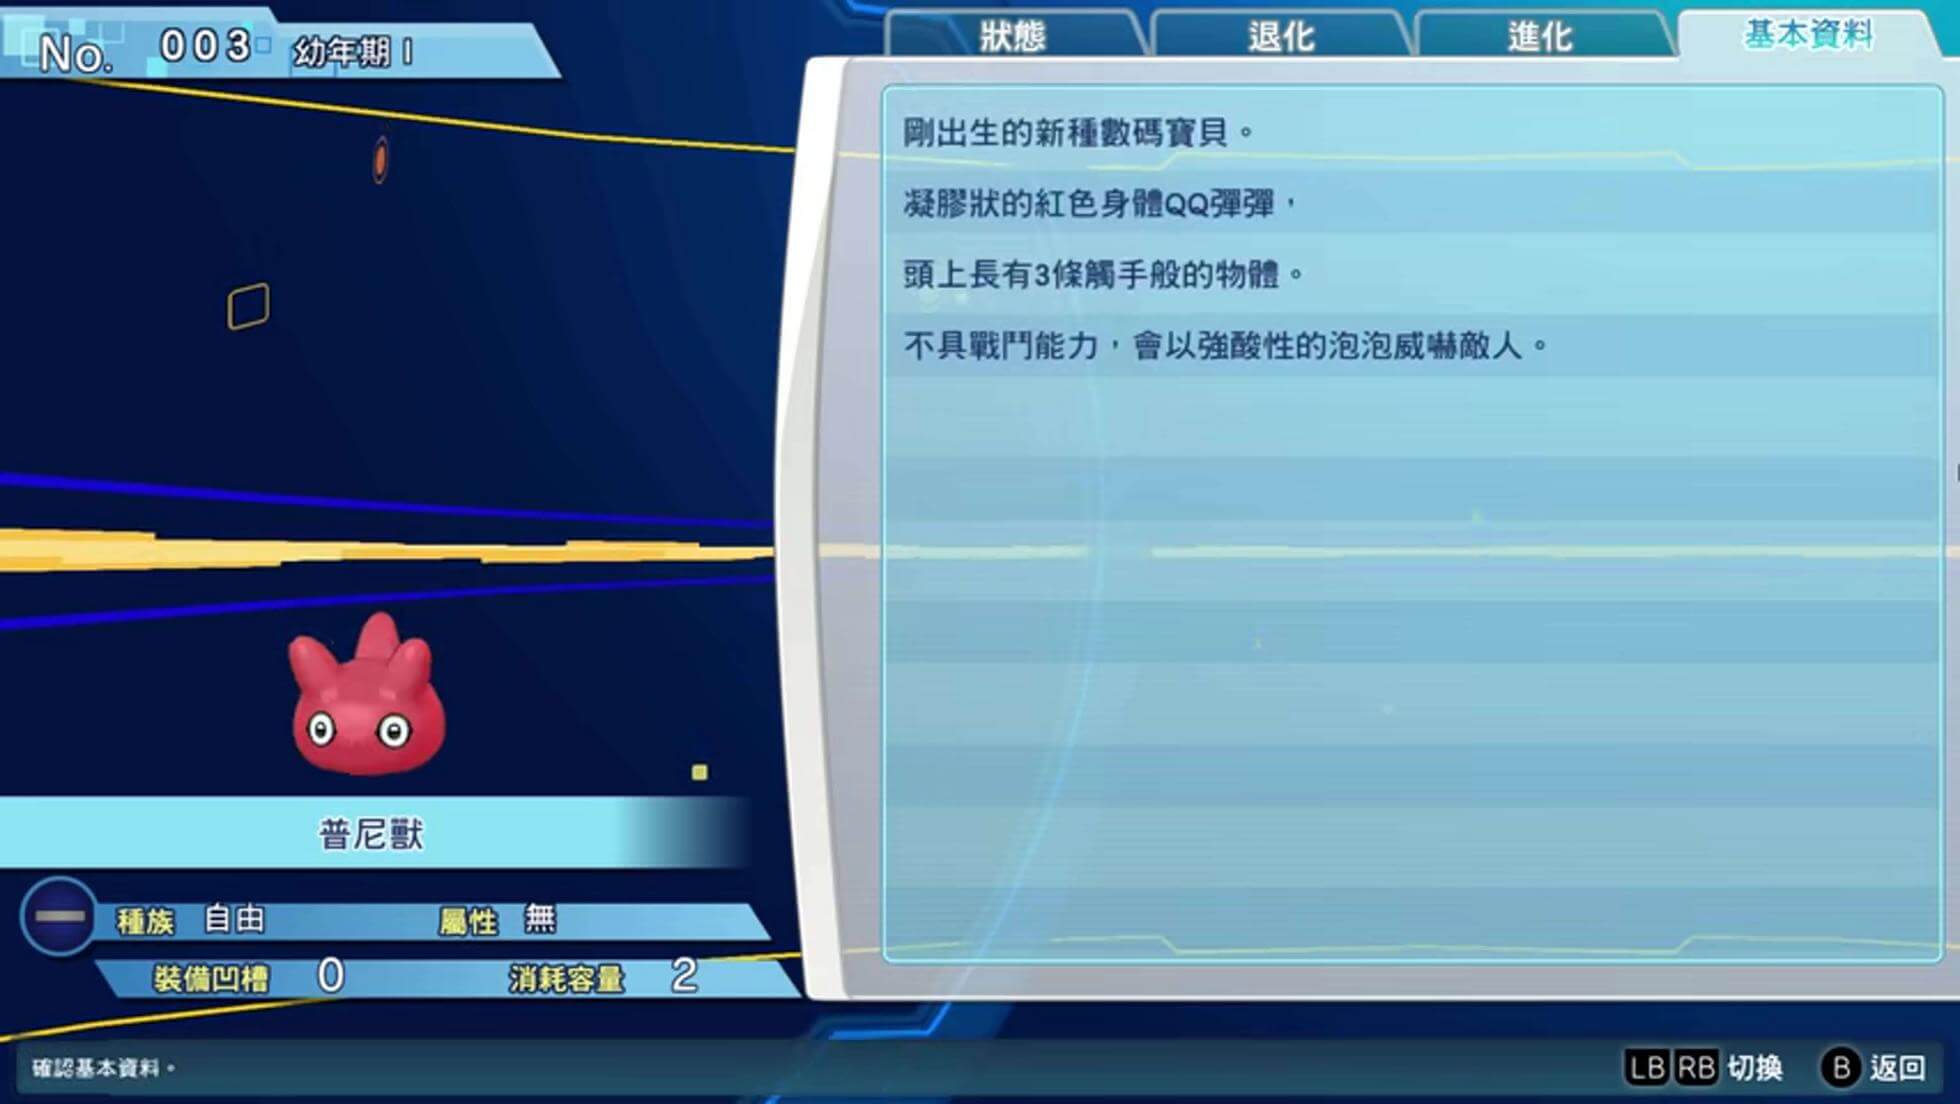 No. 003 幼年期 I
狀態 退化 進化 基本資料
剛出生的新種數碼寶貝。
凝膠狀的紅色身體QQ彈彈，
頭上長有3條觸手般的物體。
不具戰鬥能力，會以強酸性的泡泡威嚇敵人。
普尼獸
種族 自由 屬性 無
裝備凹槽 0 消耗容量 2
確認基本資料。
LB RB 切換 B 返回